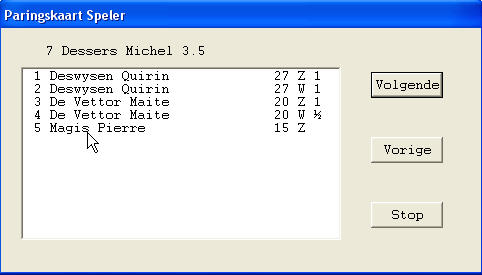 Paringskaart Speler
7 Dessers Michel 3.5
1 Deswysen Quirin 27 Z 1
2 Deswysen Quirin 27 W 1
3 De Vettor Maite 20 Z 1
4 De Vettor Maite 20 W ½
5 Magis Pierre 15 Z
Volgende
Vorige
Stop